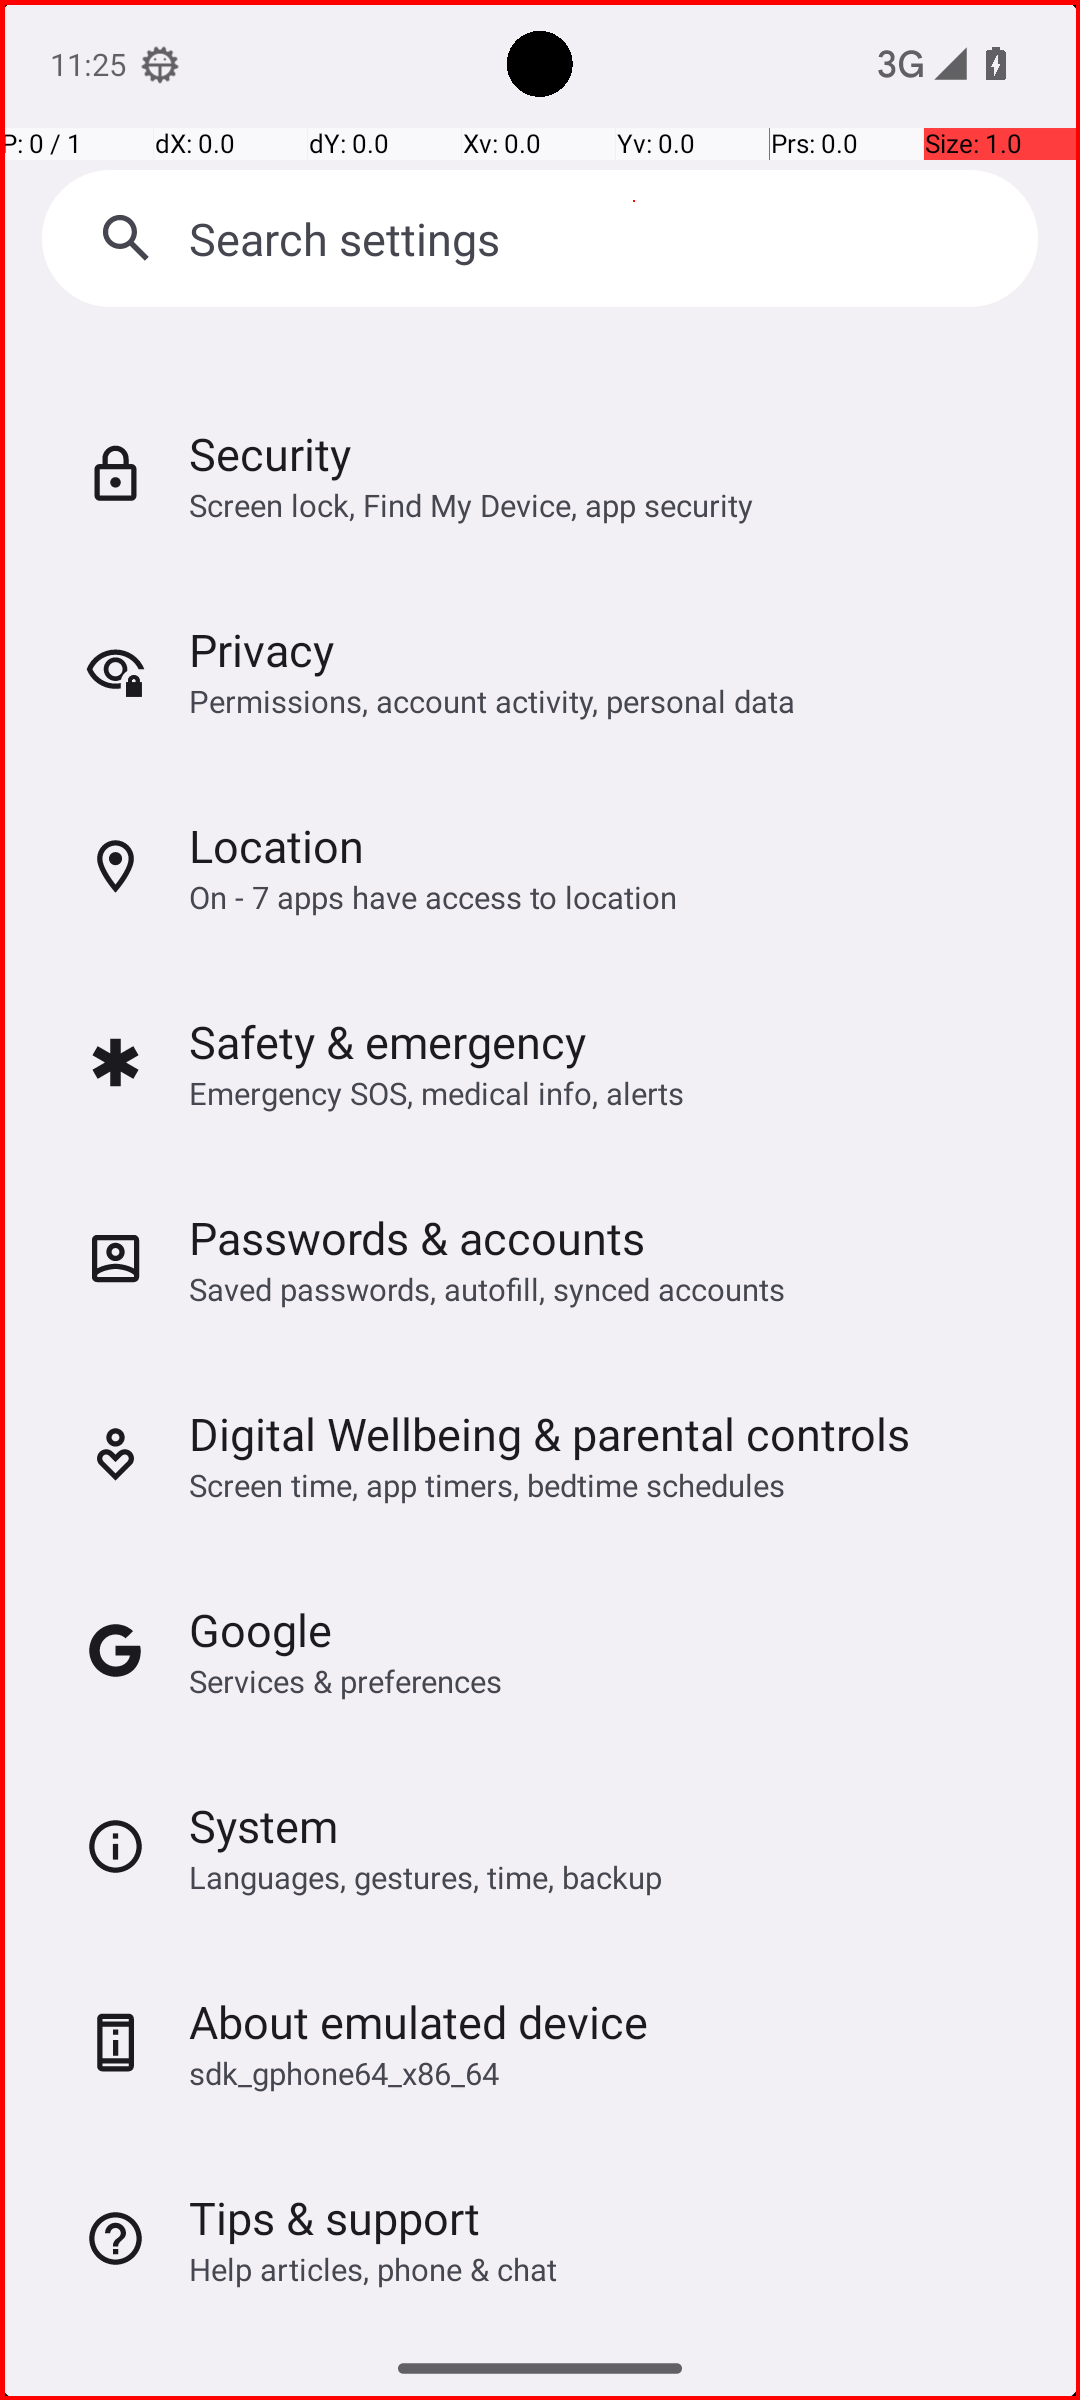 11:25
3G
P: 0 / 1
dX: 0.0
dY: 0.0
Xv: 0.0
Yv: 0.0
Prs: 0.0
Size: 1.0
Search settings
Security
Screen lock, Find My Device, app security
Privacy
Permissions, account activity, personal data
Location
On - 7 apps have access to location
Safety & emergency
Emergency SOS, medical info, alerts
Passwords & accounts
Saved passwords, autofill, synced accounts
Digital Wellbeing & parental controls
Screen time, app timers, bedtime schedules
Google
Services & preferences
System
Languages, gestures, time, backup
About emulated device
sdk_gphone64_x86_64
Tips & support
Help articles, phone & chat